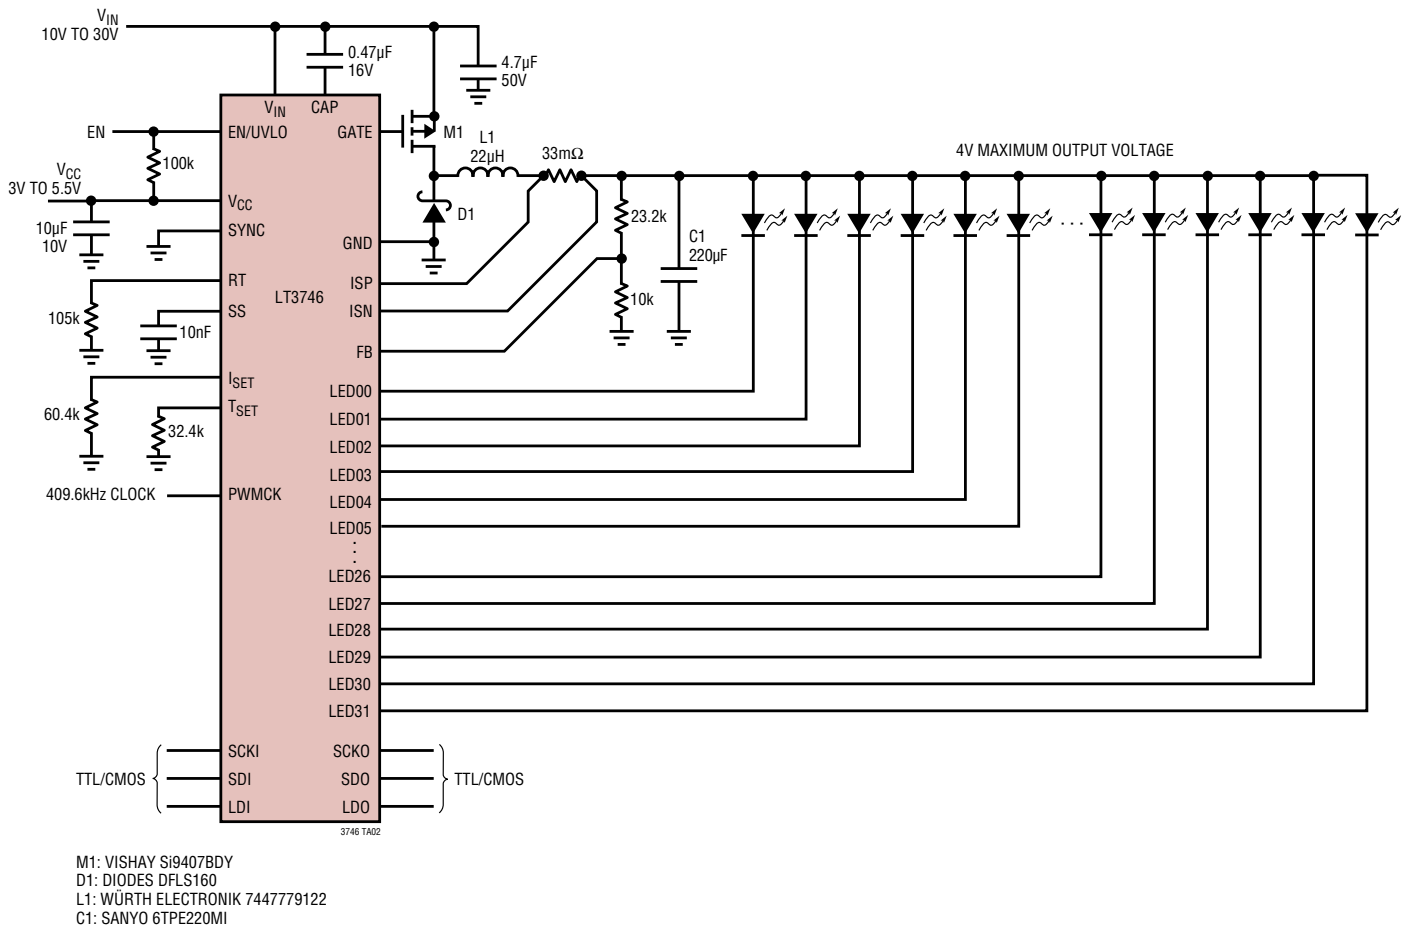 VIN
10V TO 30V
0.47µF
16V
4.7µF
50V
VIN
CAP
EN
EN/UVLO
GATE
M1
100k
L1
22µH
33mΩ
4V MAXIMUM OUTPUT VOLTAGE
VCC
3V TO 5.5V
VCC
10µF
10V
SYNC
D1
23.2k
C1
220µF
GND
RT
ISP
LT3746
10k
105k
SS
10nF
ISN
FB
ISET
TSET
60.4k
32.4k
LED00
LED01
LED02
LED03
409.6kHz CLOCK
PWMCK
LED04
LED05
LED26
LED27
LED28
LED29
LED30
LED31
SCKI
SCKO
TTL/CMOS
SDI
SDO
TTL/CMOS
LDI
LDO
3746 TA02
M1: VISHAY Si9407BDY
D1: DIODES DFLS160
L1: WÜRTH ELECTRONIK 7447779122
C1: SANYO 6TPE220MI